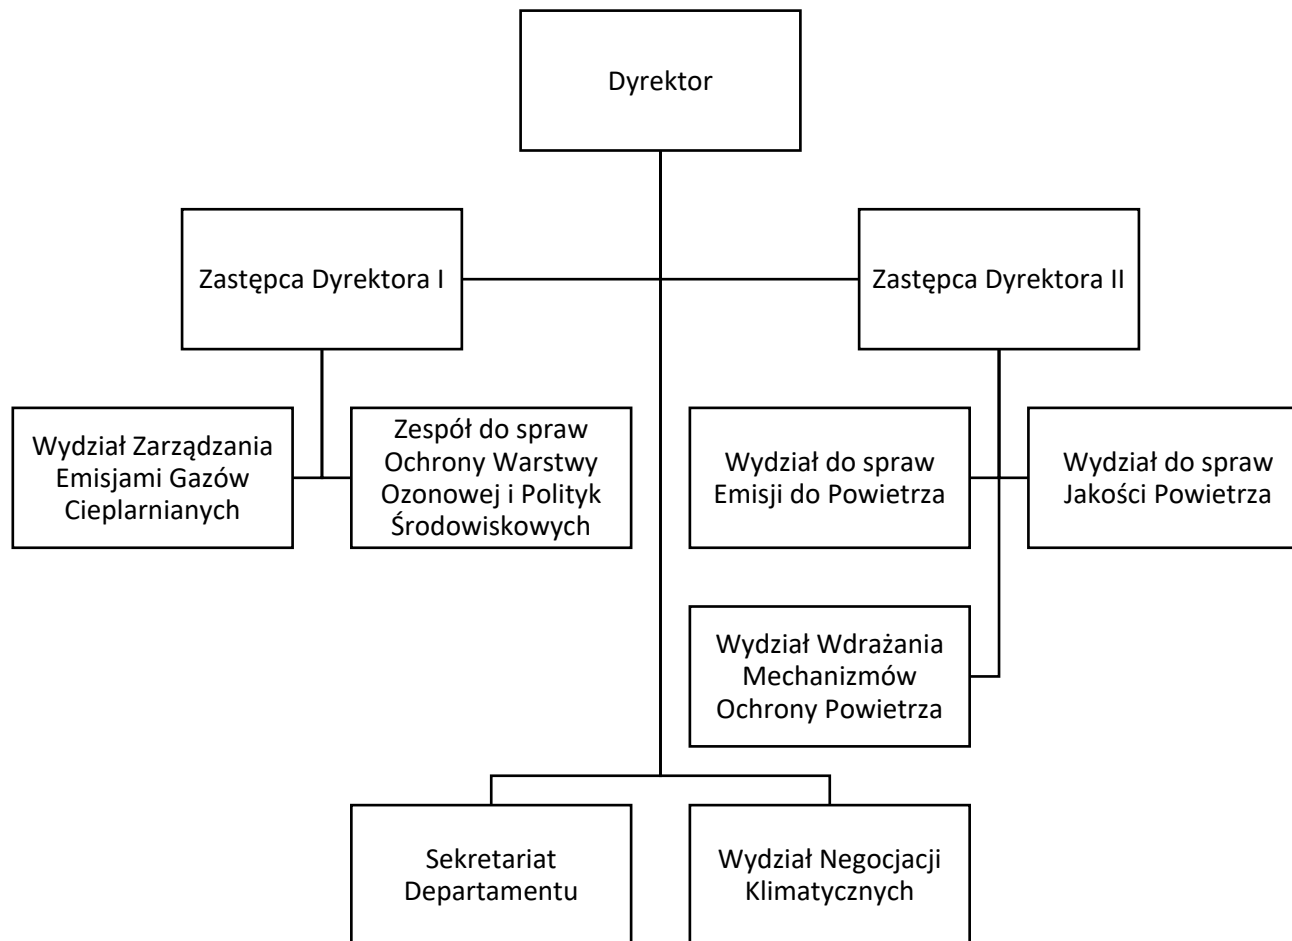 Dyrektor
Zastępca Dyrektora I
Zastępca Dyrektora II
Wydział Zarządzania
Emisjami Gazów
Cieplarnianych
Zespół do spraw
Ochrony Warstwy
Ozonowej i Polityk
Środowiskowych
Wydział do spraw
Emisji do Powietrza
Wydział do spraw
Jakości Powietrza
Wydział Wdrażania
Mechanizmów
Ochrony Powietrza
Sekretariat
Departamentu
Wydział Negocjacji
Klimatycznych